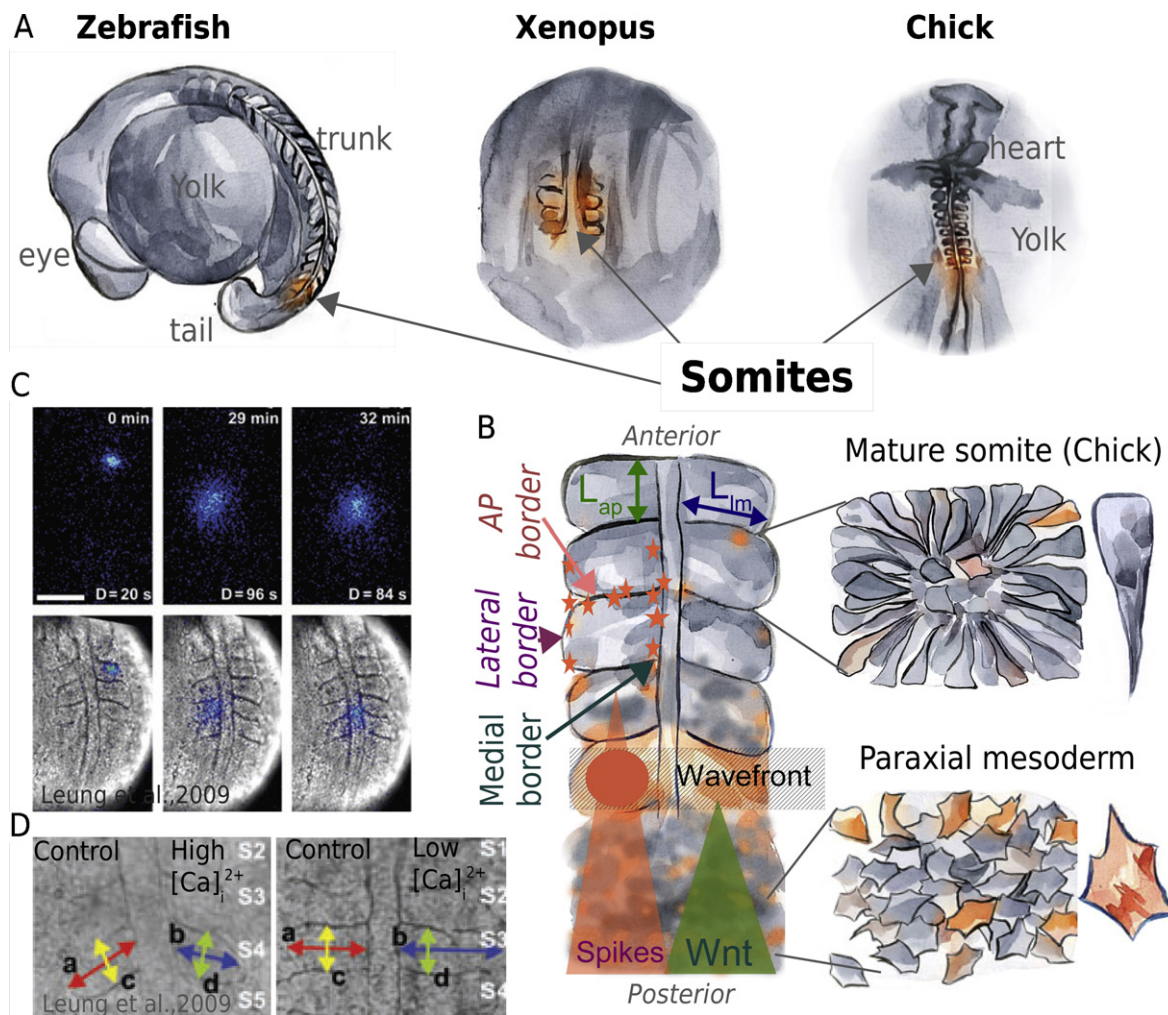 A
Zebrafish
Xenopus
Chick
trunk
Yolk
eye
tail
heart
Yolk
Somites
C
0 min
29 min
32 min
D = 20 s
D = 96 s
D = 84 s
Leung et al.,2009
B
Anterior
Mature somite (Chick)
L ap
L lm
AP
border
Lateral
border
Medial
border
Wavefront
Paraxial mesoderm
Spikes
Wnt
Posterior
D
Control
High
[Ca]i2+
S2
S3
S4
S5
a
b
c
d
Leung et al.,2009
Control
Low
[Ca]i2+
S1
S2
S3
S4
a
b
c
d